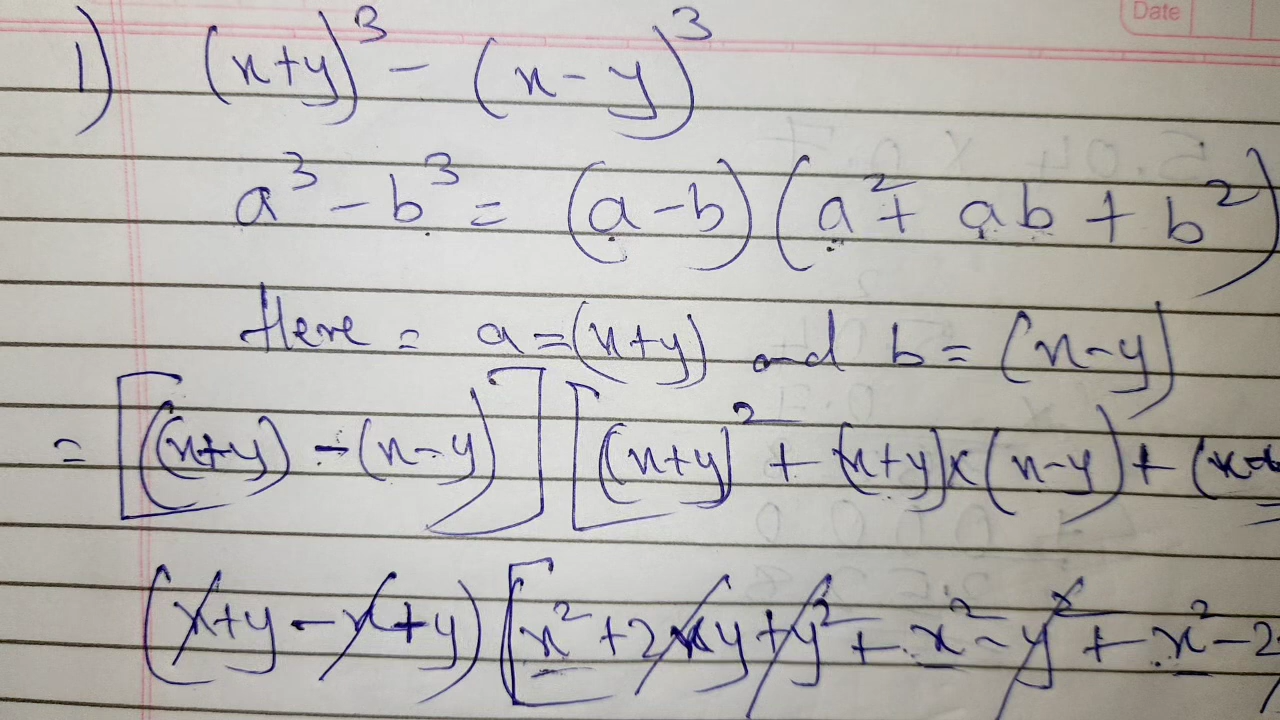 Date
1) (x+y)³ - (x-y)³
a³ - b³ = (a-b) (a² + ab + b²)
Here = a=(x+y) and b = (x-y)
= [((x+y) - (x-y))] [(x+y)² + (x+y)×(x-y) + (x-
(x+y-x+y) [x² + 2xy + y² + x² - y² + x² - 2